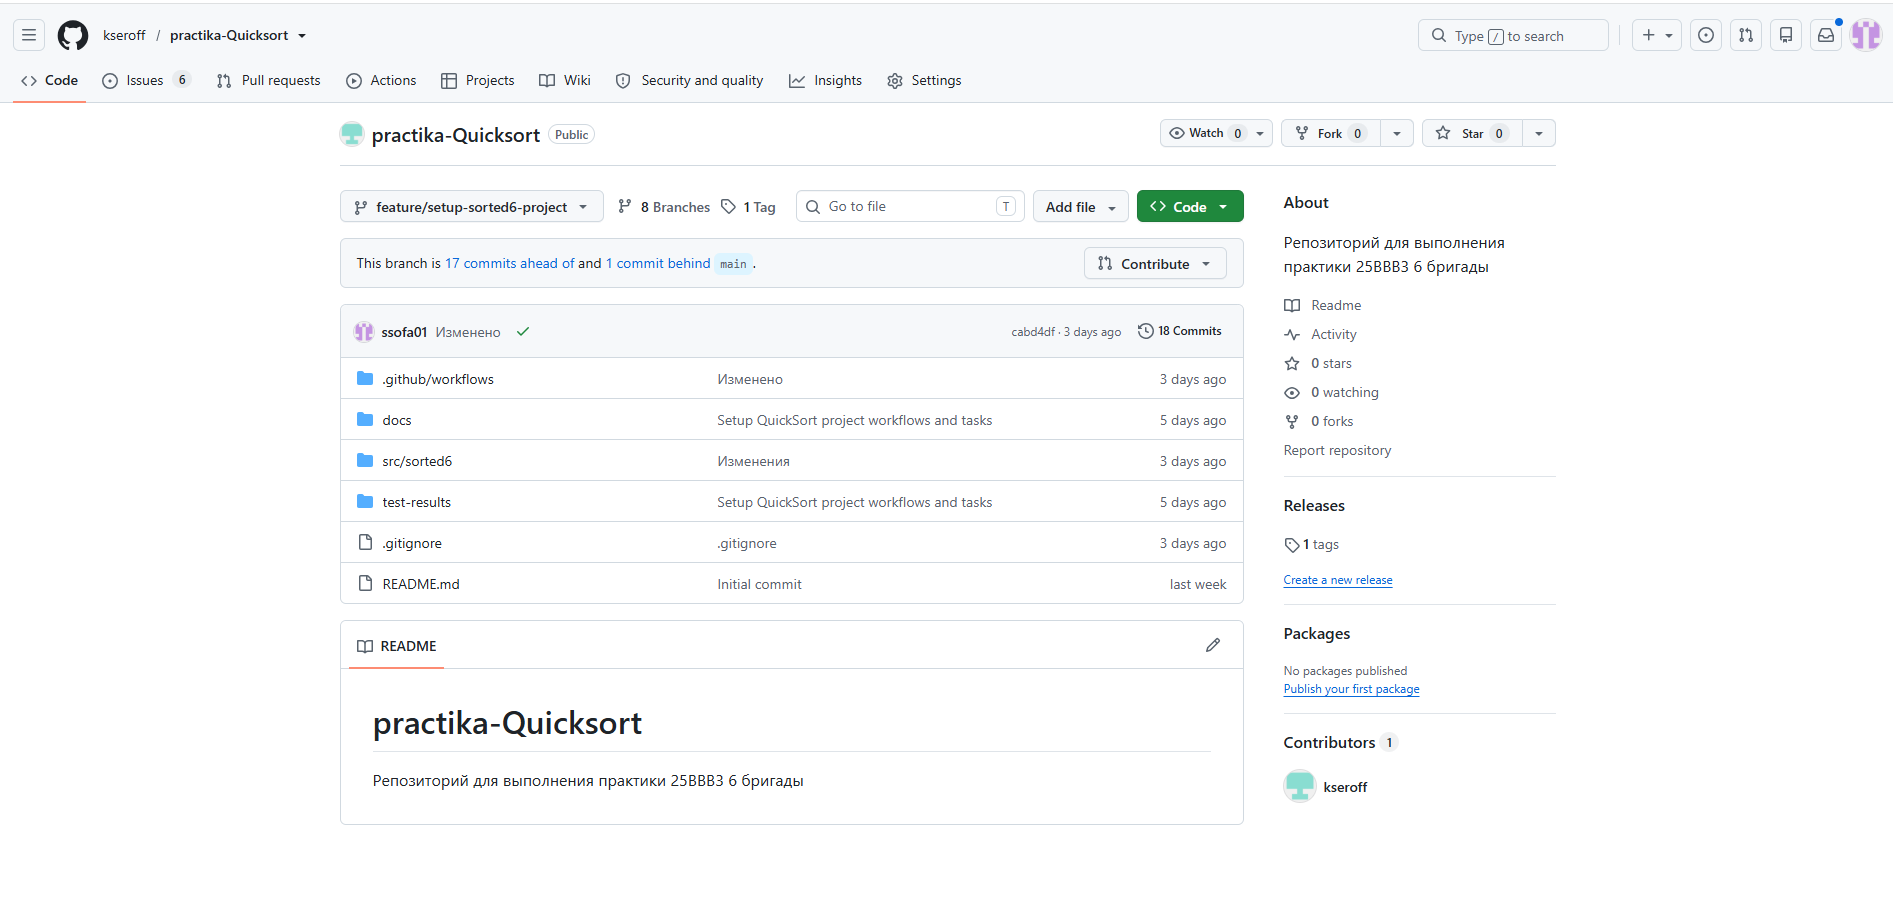 kseroff / practika-Quicksort
Type / to search
Code
Issues 6
Pull requests
Actions
Projects
Wiki
Security and quality
Insights
Settings
practika-Quicksort Public
Watch 0
Fork 0
Star 0
feature/setup-sorted6-project
8 Branches
1 Tag
Go to file T
Add file
Code
This branch is 17 commits ahead of and 1 commit behind main .
Contribute
ssofa01 Изменено
cabd4df · 3 days ago
18 Commits
.github/workflows Изменено 3 days ago
docs Setup QuickSort project workflows and tasks 5 days ago
src/sorted6 Изменения 3 days ago
test-results Setup QuickSort project workflows and tasks 5 days ago
.gitignore .gitignore 3 days ago
README.md Initial commit last week
README
practika-Quicksort
Репозиторий для выполнения практики 25ВВВ3 6 бригады
About
Репозиторий для выполнения
практики 25ВВВ3 6 бригады
Readme
Activity
0 stars
0 watching
0 forks
Report repository
Releases
1 tags
Create a new release
Packages
No packages published
Publish your first package
Contributors 1
kseroff